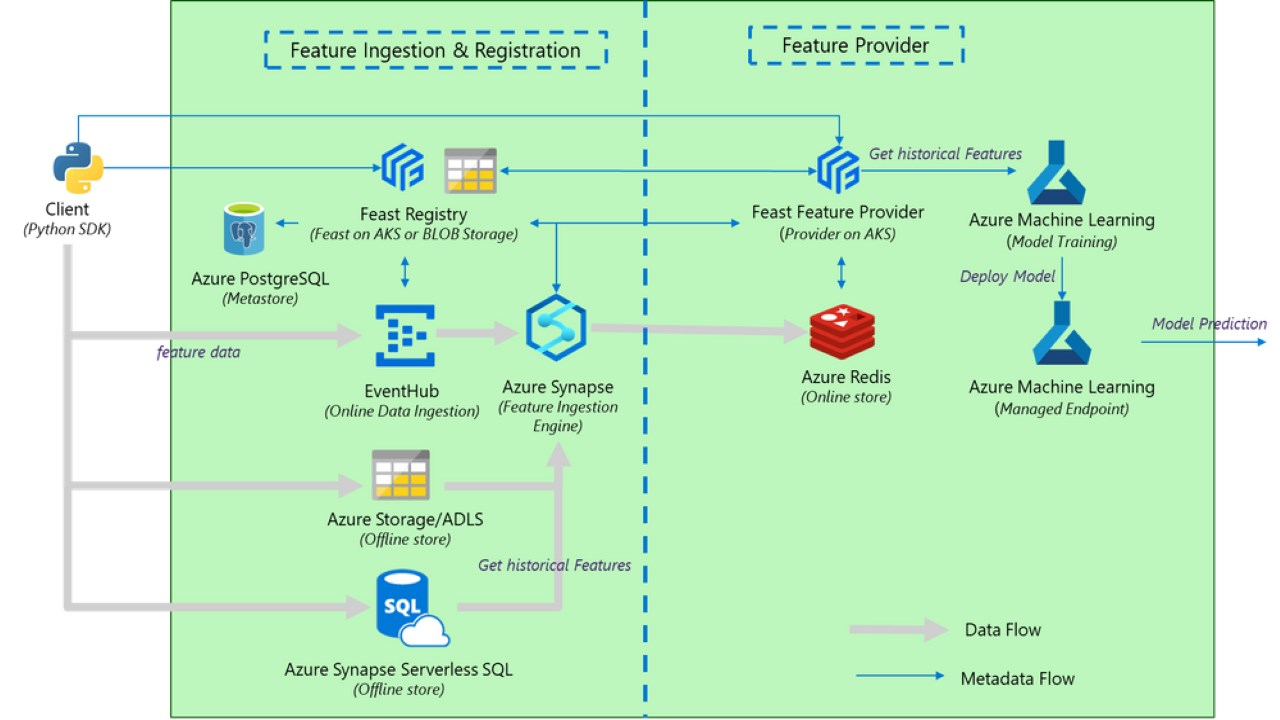 Feature Ingestion & Registration
Feature Provider
Client
(Python SDK)
Feast Registry
(Feast on AKS or BLOB Storage)
Feast Feature Provider
(Provider on AKS)
Get historical Features
Azure Machine Learning
(Model Training)
Azure PostgreSQL
(Metastore)
Deploy Model
feature data
EventHub
(Online Data Ingestion)
Azure Synapse
(Feature Ingestion
Engine)
Azure Redis
(Online store)
Azure Machine Learning
(Managed Endpoint)
Model Prediction
Azure Storage/ADLS
(Offline store)
Get historical Features
SQL
Azure Synapse Serverless SQL
(Offline store)
Data Flow
Metadata Flow